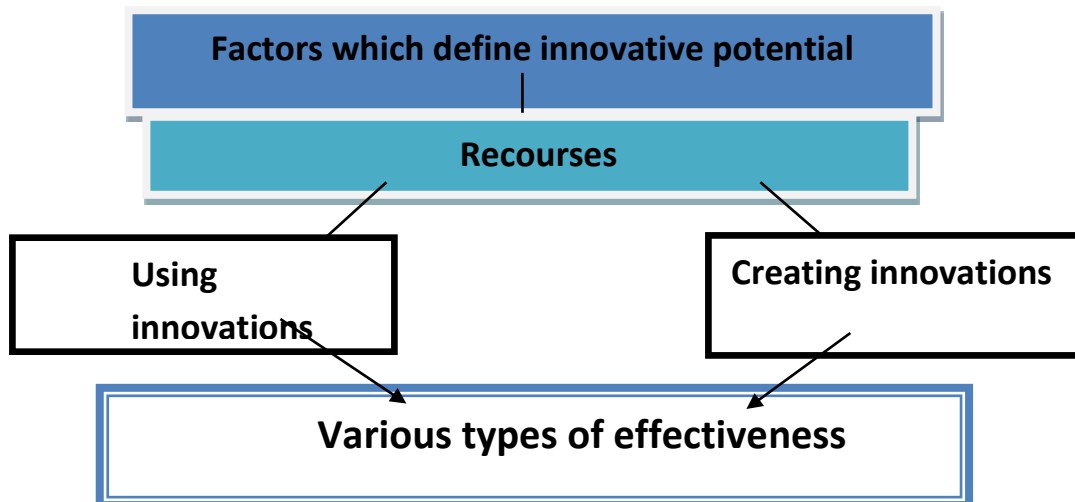 Factors which define innovative potential
Recourses
Using
innovations
Creating innovations
Various types of effectiveness